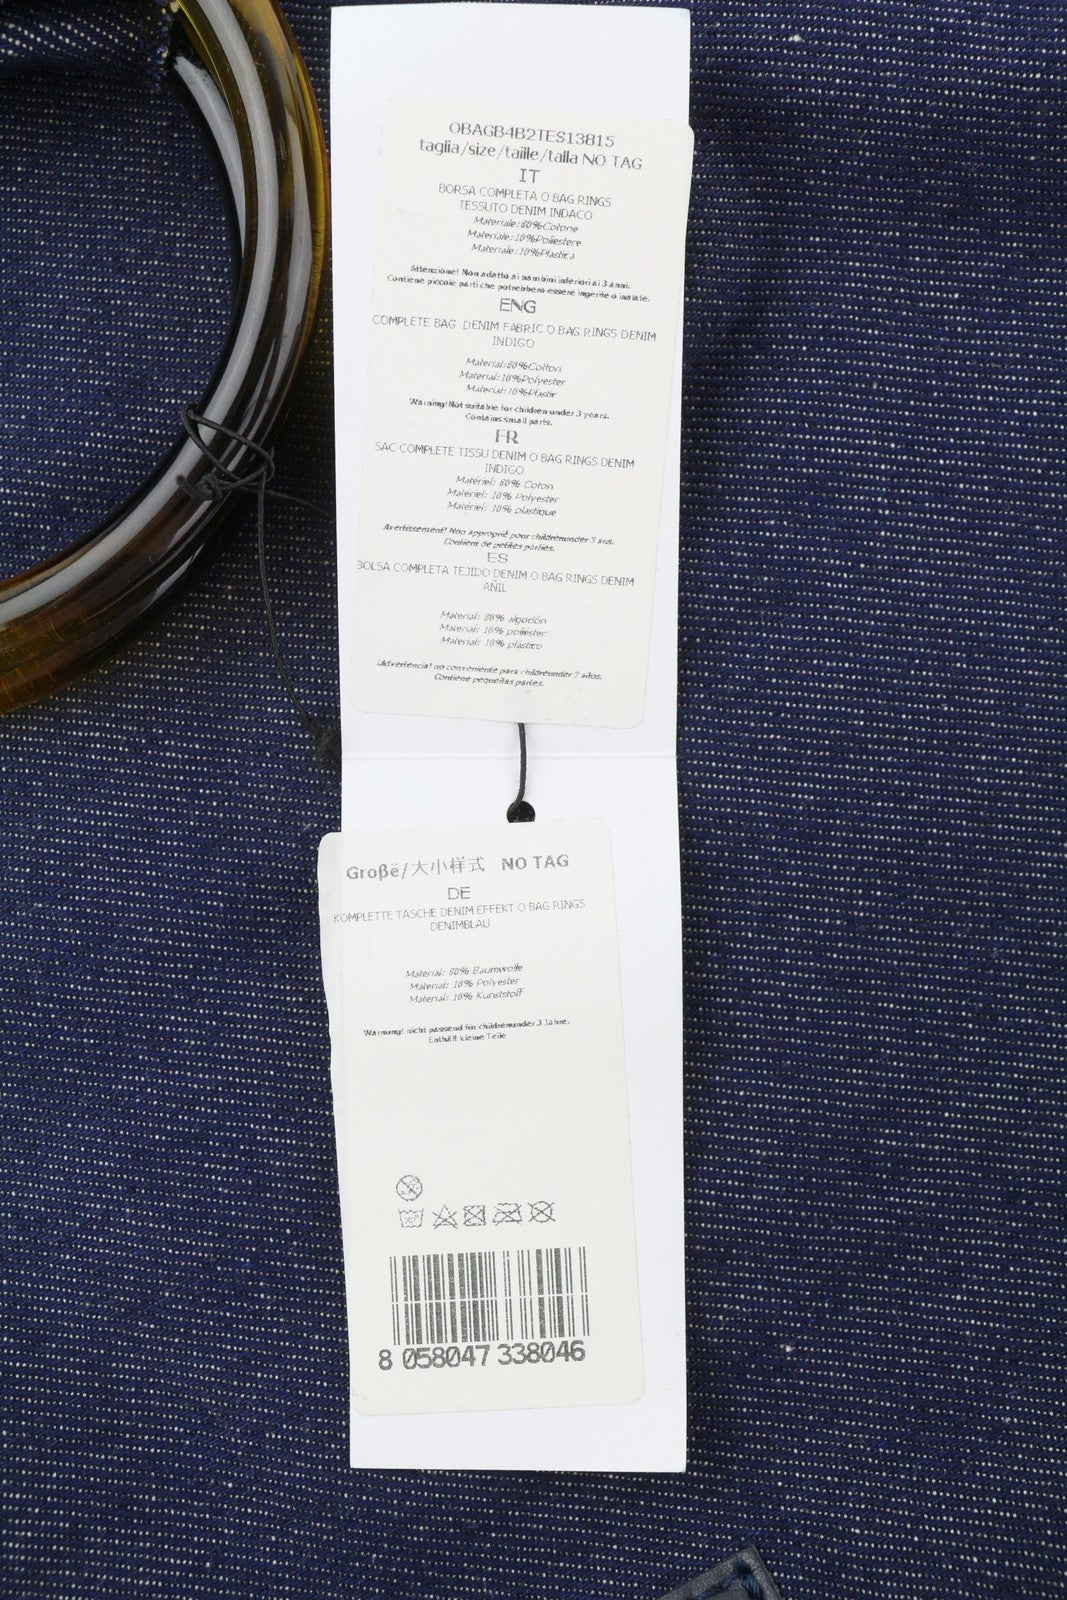 OBAGB4B2TES13815
taglia/size/taille/talla NO TAG
IT
BORSA COMPLETA O BAG RINGS
TESSUTO DENIM INDACO
Materiale:80%Cotone
Materiale:10%Poliestere
Materiale:10%Plastica
Attenzione! Non adatto ai bambini inferiori ai 3 anni.
Contiene piccole parti che potrebbero essere ingerite o inalate.
ENG
COMPLETE BAG DENIM FABRIC O BAG RINGS DENIM
INDIGO
Material:80%Cotton
Material:10%Polyester
Material:10%Plastic
Warning!Not suitable for children under 3 years.
Contains small parts.
FR
SAC COMPLETE TISSU DENIM O BAG RINGS DENIM
INDIGO
Materiel: 80% Coton
Materiel: 10% Polyester
Materiel: 10% plastique
Avertissement! Non approprié pour childrenunder 3 ans.
Contient de petites parties.
ES
BOLSA COMPLETA TEJIDO DENIM O BAG RINGS DENIM
AÑIL
Material: 80% algodón
Material: 10% poliéster
Material: 10% plástico
¡Advertencia! no conveniente para childrenunder 3 años.
Contiene pequeñas partes.
Groβë/大小样式 NO TAG
DE
KOMPLETTE TASCHE DENIM EFFEKT O BAG RINGS
DENIMBLAU
Material: 80% Baumwolle
Material: 10% Polyester
Material: 10% Kunststoff
Warnung! nicht passend für childrenunder 3 Jahre.
Enthält kleine Teile
8 058047 338046